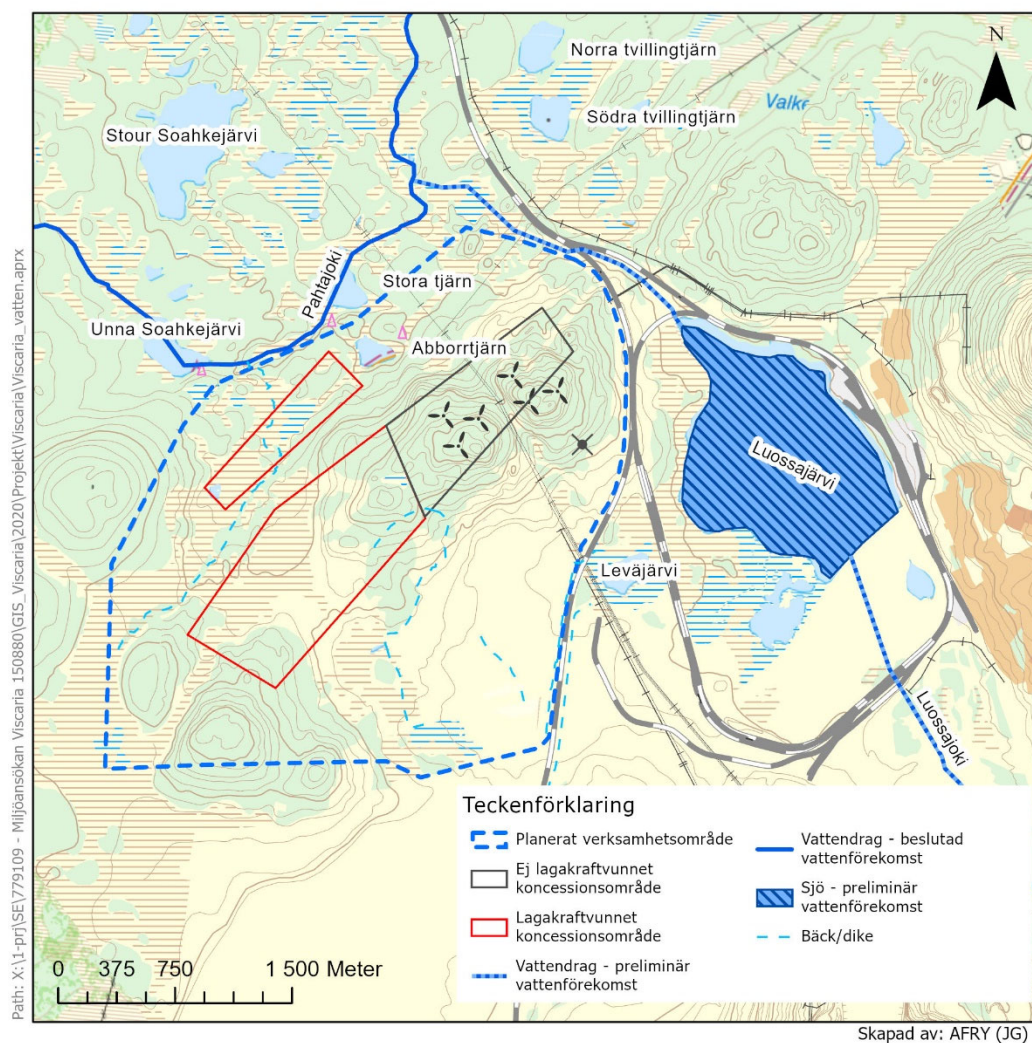 Norra tvillingtjärn
N
Valke
Södra tvillingtjärn
Stour Soahkejärvi
Pahtajoki
Stora tjärn
Unna Soahkejärvi
Abborrtjärn
Luossajärvi
Leväjärvi
Luossajoki
Teckenförklaring
Planerat verksamhetsområde
Ej lagakraftvunnet
koncessionsområde
Lagakraftvunnet
koncessionsområde
Vattendrag - preliminär
vattenförekomst
Vattendrag - beslutad
vattenförekomst
Sjö - preliminär
vattenförekomst
Bäck/dike
0 375 750 1 500 Meter
Path: X:\1-prj\SE\779109 - Miljöansökan Viscaria 150880\GIS_Viscaria\2020\Projekt\Viscaria\Viscaria_vatten.aprx
Skapad av: AFRY (JG)